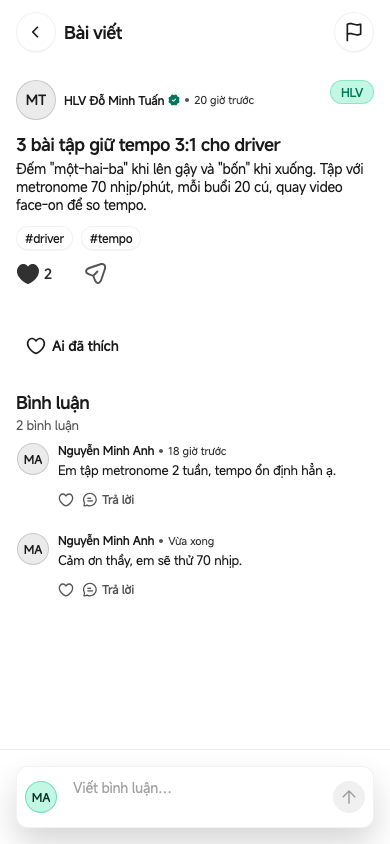 Bài viết
MT
HLV Đỗ Minh Tuấn • 20 giờ trước
HLV
3 bài tập giữ tempo 3:1 cho driver
Đếm "một-hai-ba" khi lên gậy và "bốn" khi xuống. Tập với
metronome 70 nhịp/phút, mỗi buổi 20 cú, quay video
face-on để so tempo.
#driver #tempo
2
Ai đã thích
Bình luận
2 bình luận
MA
Nguyễn Minh Anh • 18 giờ trước
Em tập metronome 2 tuần, tempo ổn định hẳn ạ.
Trả lời
MA
Nguyễn Minh Anh • Vừa xong
Cảm ơn thầy, em sẽ thử 70 nhịp.
Trả lời
MA
Viết bình luận...